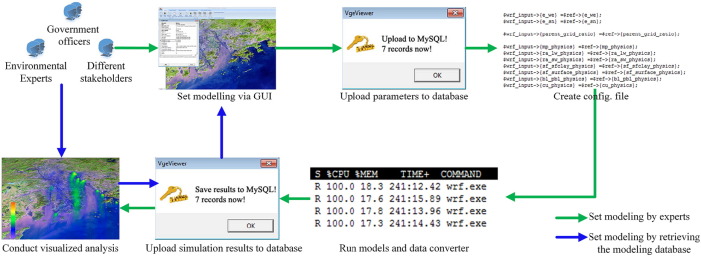 Government
officers
Environmental
Experts
Different
stakeholders
Set modelling via GUI
VgeViewer
Upload to MySQL!
7 records now!
OK
Upload parameters to database
$wrf_input->{e_we} =$ref->{e_we};
$wrf_input->{e_sn} =$ref->{e_sn};
$wrf_input->{parent_grid_ratio} =$ref->{parent_grid_ratio};
$wrf_input->{mp_physics} =$ref->{mp_physics};
$wrf_input->{ra_lw_physics} =$ref->{ra_lw_physics};
$wrf_input->{ra_sw_physics} =$ref->{ra_sw_physics};
$wrf_input->{sf_sfclay_physics} =$ref->{sf_sfclay_physics};
$wrf_input->{sf_surface_physics} =$ref->{sf_surface_physics};
$wrf_input->{bl_pbl_physics} =$ref->{bl_pbl_physics};
$wrf_input->{cu_physics} =$ref->{cu_physics};
Create config. file
Conduct visualized analysis
VgeViewer
Save results to MySQL!
7 records now!
OK
Upload simulation results to database
S %CPU %MEM TIME+ COMMAND
R 100.0 18.3 241:12.42 wrf.exe
R 100.0 17.6 241:15.89 wrf.exe
R 100.0 17.8 241:13.96 wrf.exe
R 100.0 17.3 241:14.43 wrf.exe
Run models and data converter
Set modeling by experts
Set modeling by retrieving
the modeling database